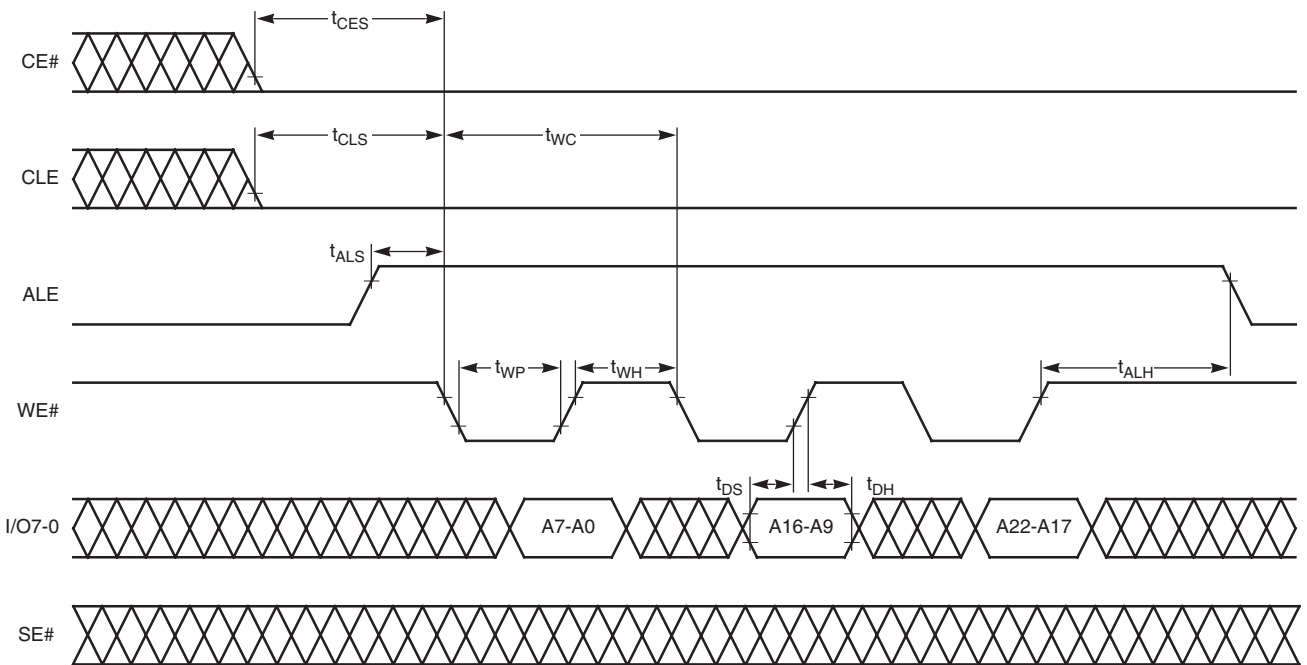 tCES
CE#
tCLS
tWC
CLE
tALS
ALE
tWP
tWH
tALH
WE#
tDS
tDH
I/O7-0
A7-A0
A16-A9
A22-A17
SE#